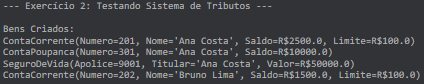 --- Exercício 2: Testando Sistema de Tributos ---
Bens Criados:
ContaCorrente(Numero=201, Nome='Ana Costa', Saldo=R$2500.0, Limite=R$100.0)
ContaPoupanca(Numero=301, Nome='Ana Costa', Saldo=R$10000.0)
SeguroDeVida(Apolice=9001, Titular='Ana Costa', Valor=R$50000.0)
ContaCorrente(Numero=202, Nome='Bruno Lima', Saldo=R$1500.0, Limite=R$100.0)